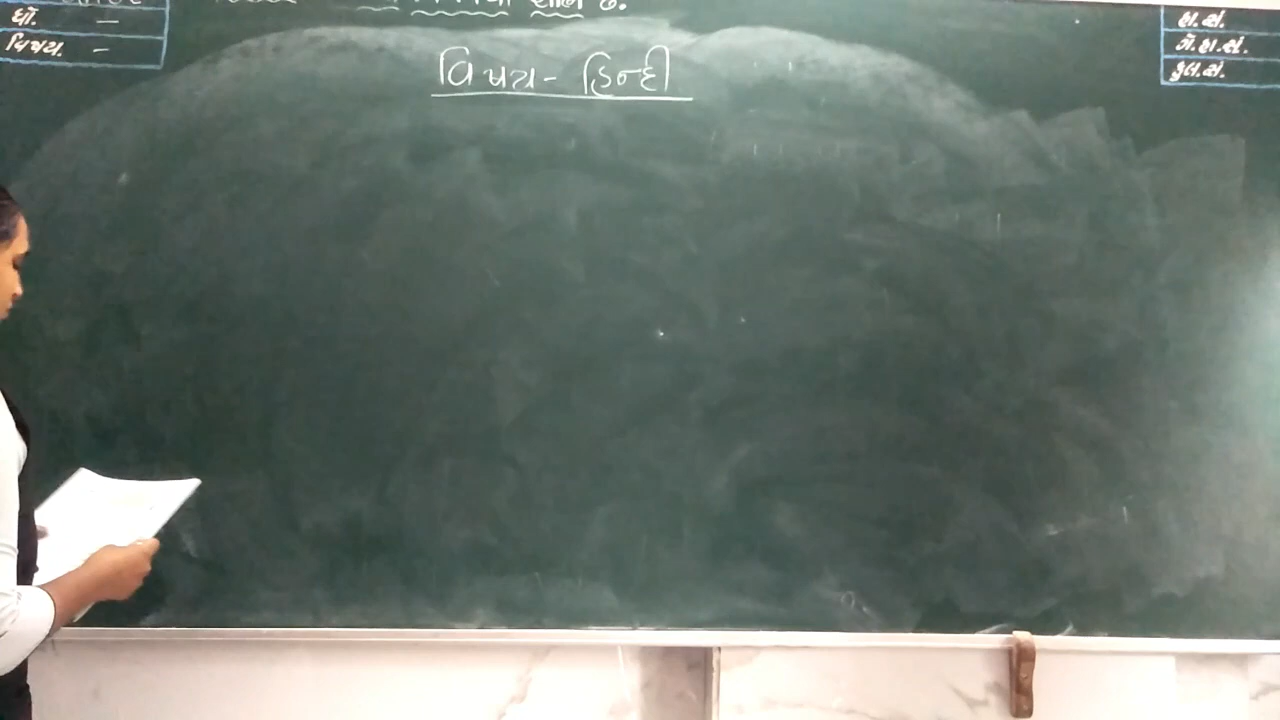 ધો. —
વિષય. —
વિષય - હિન્દી
હા.સં.
ગે.હા.સં.
કુલ.સં.